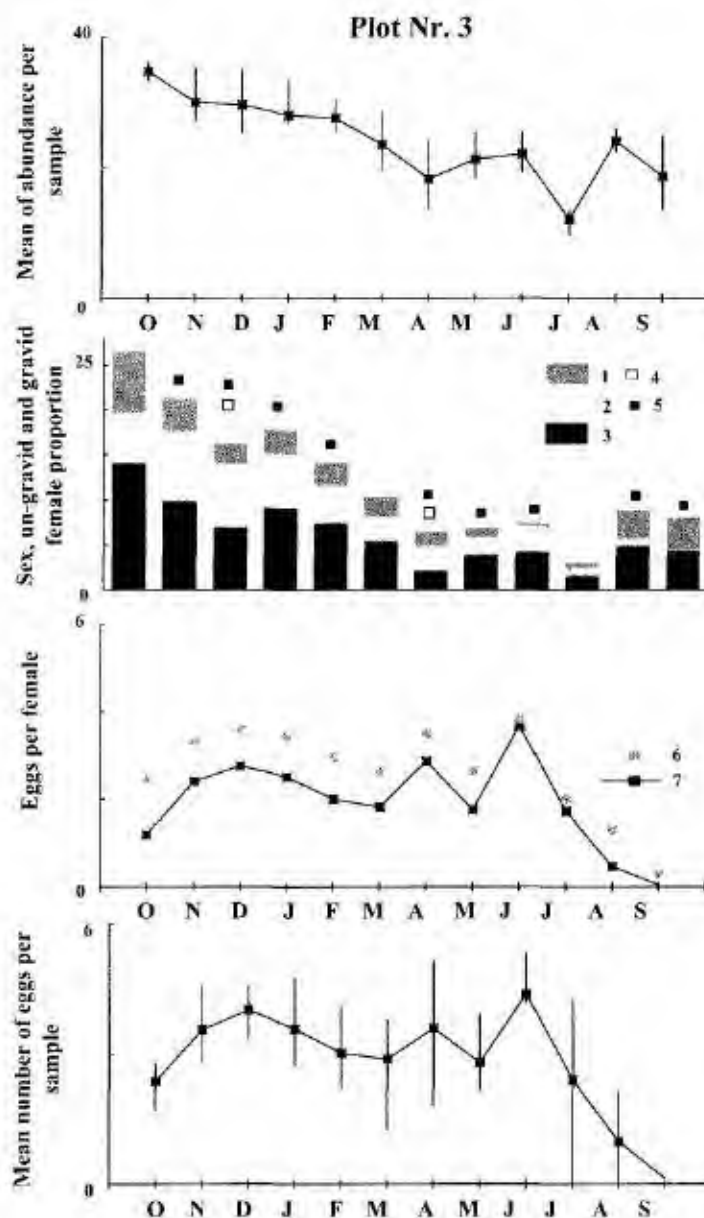 Plot Nr. 3
40
Mean of abundance per
sample
0
O N D J F M A M J J A S
25
Sex, un-gravid and gravid
female proportion
1 4
2 5
3
0
6
Eggs per female
6
7
0
O N D J F M A M J J A S
6
Mean number of eggs per
sample
0
O N D J F M A M J J A S